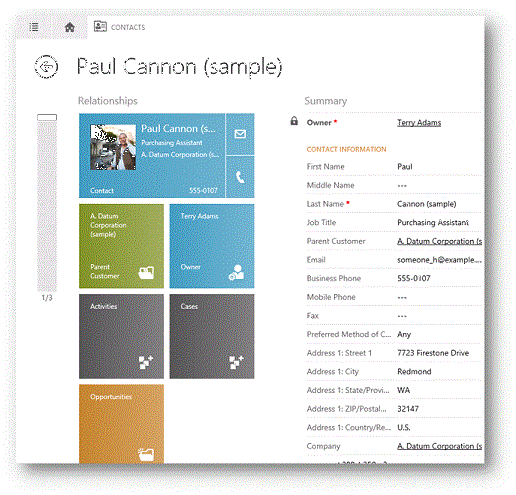 CONTACTS
Paul Cannon (sample)
Relationships
Paul Cannon (s...
Purchasing Assistant
A. Datum Corporation (s...
Contact
555-0107
A. Datum
Corporation
(sample)
Parent
Customer
Terry Adams
Owner
Activities
Cases
Opportunities
1/3
Summary
Owner * Terry Adams
CONTACT INFORMATION
First Name Paul
Middle Name ---
Last Name * Cannon (sample)
Job Title Purchasing Assistant
Parent Customer A. Datum Corporation (s
Email someone_h@example....
Business Phone 555-0107
Mobile Phone ---
Fax ---
Preferred Method of C... Any
Address 1: Street 1 7723 Firestone Drive
Address 1: City Redmond
Address 1: State/Provi... WA
Address 1: ZIP/Postal... 32147
Address 1: Country/Re... U.S.
Company A. Datum Corporation (s